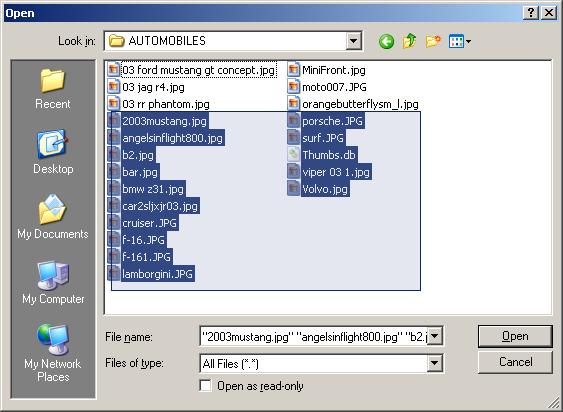 Open
Look in: AUTOMOBILES
Recent
Desktop
My Documents
My Computer
My Network
Places
03 ford mustang gt concept.jpg
03 jag r4.jpg
03 rr phantom.jpg
2003mustang.jpg
angelsinflight800.jpg
b2.jpg
bar.jpg
bmw z31.jpg
car2sljxjr03.jpg
cruiser.JPG
f-16.JPG
f-161.JPG
lamborgini.JPG
MiniFront.jpg
moto007.JPG
orangebutterflysm_l.jpg
porsche.JPG
surf.JPG
Thumbs.db
viper 03 1.jpg
Volvo.jpg
File name: "2003mustang.jpg" "angelsinflight800.jpg" "b2.j
Open
Files of type: All Files (*.*)
Cancel
Open as read-only